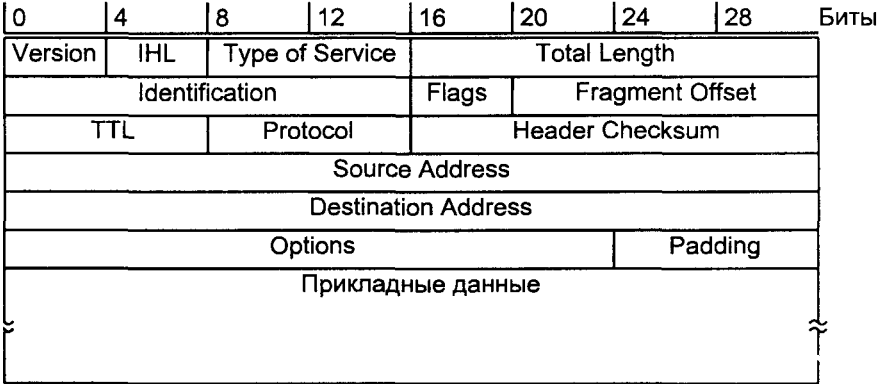 0 4 8 12 16 20 24 28 Биты
Version IHL Type of Service Total Length
Identification Flags Fragment Offset
TTL Protocol Header Checksum
Source Address
Destination Address
Options Padding
Прикладные данные